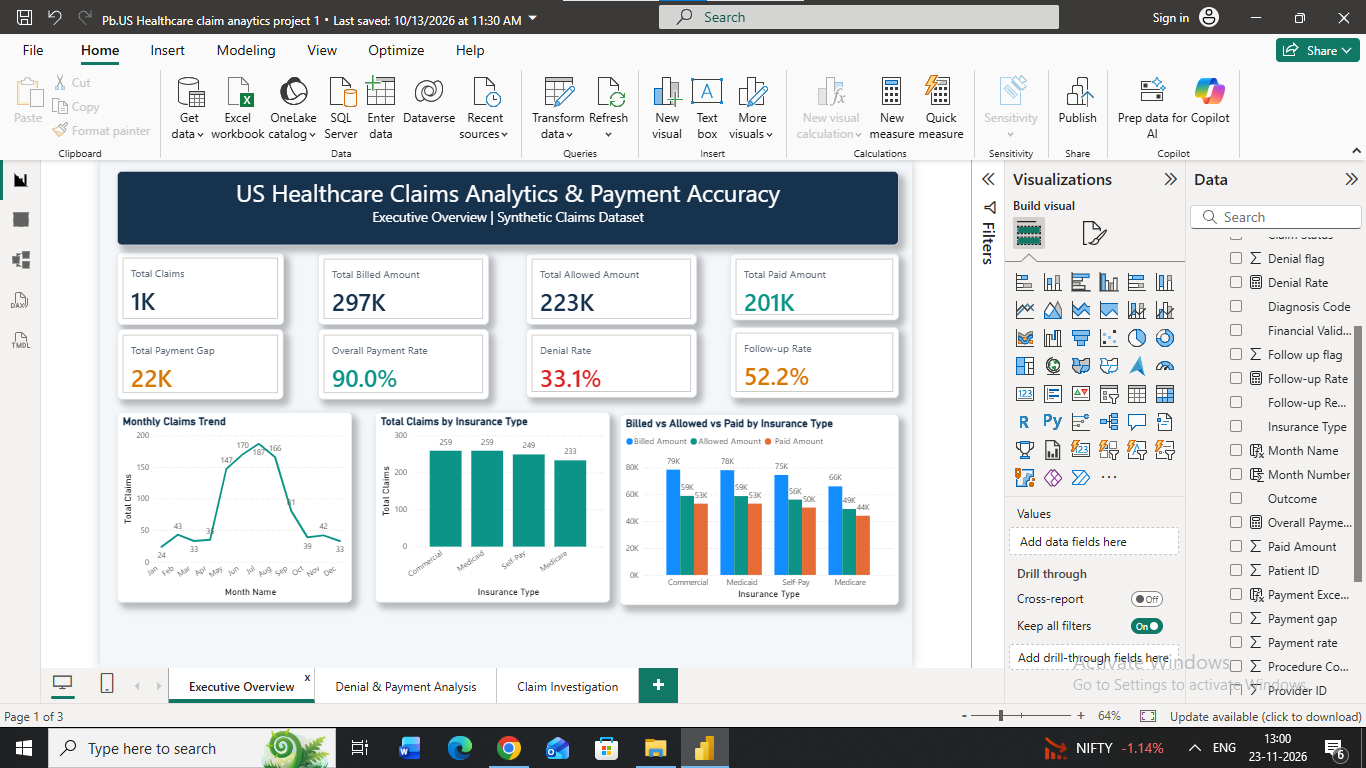 Pb.US Healthcare claim anaytics project 1 • Last saved: 10/13/2026 at 11:30 AM
Search
Sign in
File Home Insert Modeling View Optimize Help
Share
Paste
Cut
Copy
Format painter
Clipboard
Get data
Excel workbook
OneLake catalog
SQL Server
Enter data
Dataverse
Recent sources
Data
Transform data
Refresh
Queries
New visual
Text box
More visuals
Insert
New visual calculation
New measure
Quick measure
Calculations
Sensitivity
Sensitivity
Publish
Share
Prep data for AI
Copilot
Copilot
US Healthcare Claims Analytics & Payment Accuracy
Executive Overview | Synthetic Claims Dataset
Total Claims
1K
Total Billed Amount
297K
Total Allowed Amount
223K
Total Paid Amount
201K
Total Payment Gap
22K
Overall Payment Rate
90.0%
Denial Rate
33.1%
Follow-up Rate
52.2%
Monthly Claims Trend
Total Claims
200
150
100
50
0
24
43
33
147
170
187
166
39
42
33
Jan Feb Mar Apr May Jun Jul Aug Sep Oct Nov Dec
Month Name
Total Claims by Insurance Type
Total Claims
300
200
100
0
259 259 249 233
Commercial Medicaid Self-Pay Medicare
Insurance Type
Billed vs Allowed vs Paid by Insurance Type
Billed Amount Allowed Amount Paid Amount
80K
60K
40K
20K
0K
79K 59K 53K
78K 59K 53K
75K 56K 50K
66K 49K 44K
Commercial Medicaid Self-Pay Medicare
Insurance Type
Filters
Visualizations
Build visual
R Py
123
Values
Add data fields here
Drill through
Cross-report Off
Keep all filters On
Add drill-through fields here
Data
Search
Claim Status
Denial flag
Denial Rate
Diagnosis Code
Financial Valid...
Follow up flag
Follow-up Rate
Follow-up Re...
Insurance Type
Month Name
Month Number
Outcome
Overall Payme...
Paid Amount
Patient ID
Payment Exce...
Payment gap
Payment rate
Procedure Co...
Provider ID
Activate Windows
Go to Settings to activate Windows.
DAX
TMDL
Executive Overview x
Denial & Payment Analysis
Claim Investigation
+
Page 1 of 3
- + 64%
Update available (click to download)
Type here to search
NIFTY -1.14%
ENG
13:00
23-11-2026
6